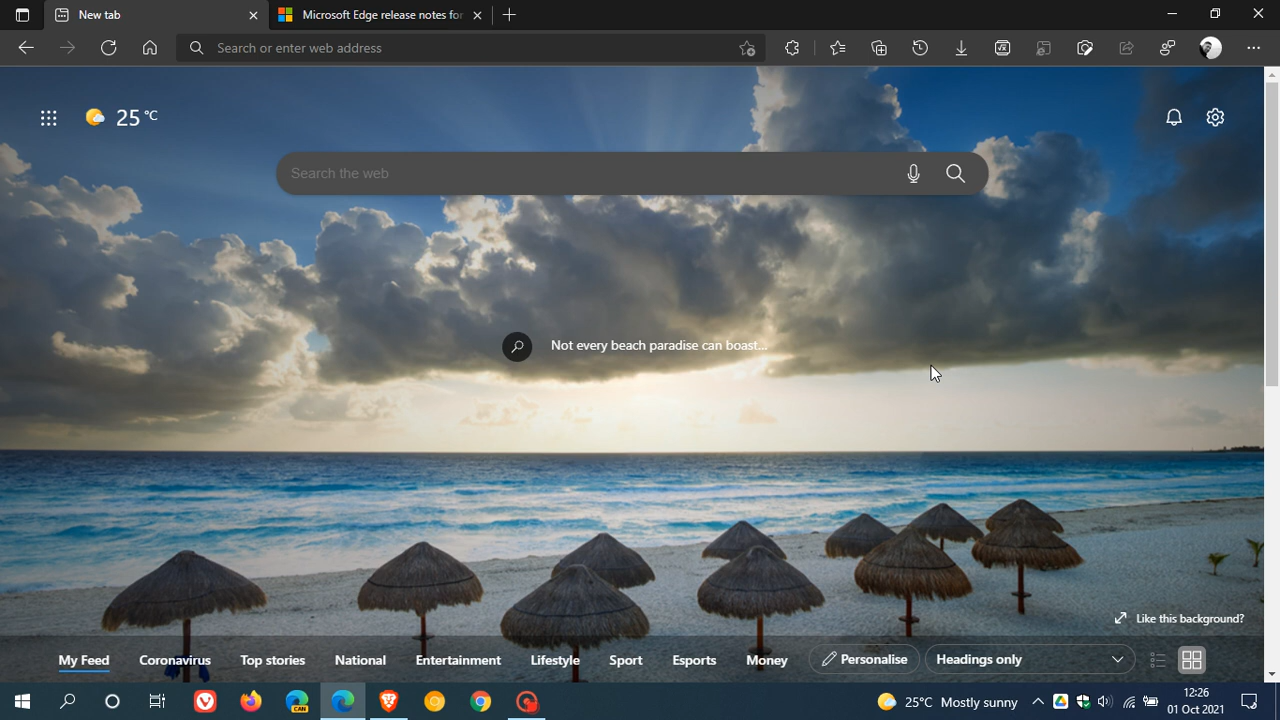 New tab
Microsoft Edge release notes for
Search or enter web address
25 °C
Search the web
Not every beach paradise can boast...
Like this background?
My Feed Coronavirus Top stories National Entertainment Lifestyle Sport Esports Money Personalise Headings only
CAN
25°C Mostly sunny
12:26
01 Oct 2021